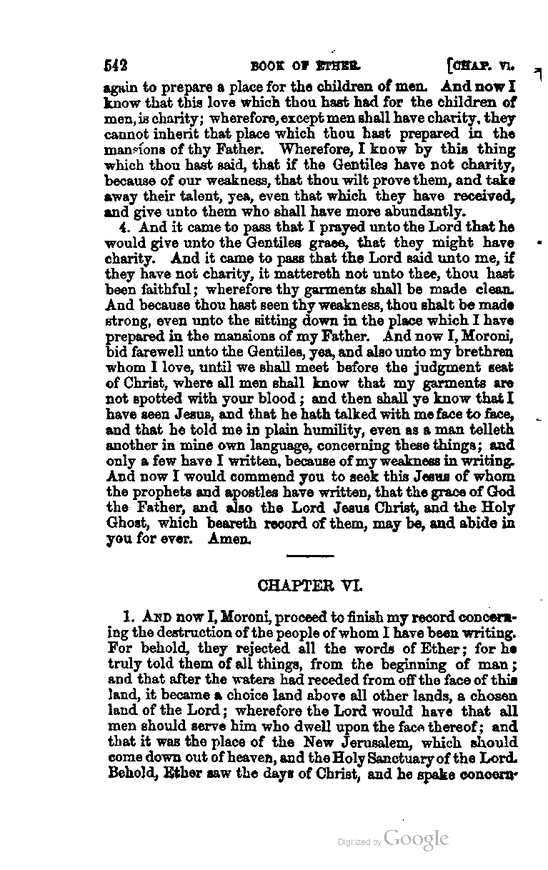 542 BOOK OF ETHER. [CHAP. VI.
again to prepare a place for the children of men. And now I
know that this love which thou hast had for the children of
men, is charity; wherefore, except men shall have charity, they
cannot inherit that place which thou hast prepared in the
mansions of thy Father. Wherefore, I know by this thing
which thou hast said, that if the Gentiles have not charity,
because of our weakness, that thou wilt prove them, and take
away their talent, yea, even that which they have received,
and give unto them who shall have more abundantly.
4. And it came to pass that I prayed unto the Lord that he
would give unto the Gentiles grace, that they might have
charity. And it came to pass that the Lord said unto me, if
they have not charity, it mattereth not unto thee, thou hast
been faithful; wherefore thy garments shall be made clean.
And because thou hast seen thy weakness, thou shalt be made
strong, even unto the sitting down in the place which I have
prepared in the mansions of my Father. And now I, Moroni,
bid farewell unto the Gentiles, yea, and also unto my brethren
whom I love, until we shall meet before the judgment seat
of Christ, where all men shall know that my garments are
not spotted with your blood; and then shall ye know that I
have seen Jesus, and that he hath talked with me face to face,
and that he told me in plain humility, even as a man telleth
another in mine own language, concerning these things; and
only a few have I written, because of my weakness in writing.
And now I would commend you to seek this Jesus of whom
the prophets and apostles have written, that the grace of God
the Father, and also the Lord Jesus Christ, and the Holy
Ghost, which beareth record of them, may be, and abide in
you for ever. Amen.
CHAPTER VI.
1. AND now I, Moroni, proceed to finish my record concern-
ing the destruction of the people of whom I have been writing.
For behold, they rejected all the words of Ether; for he
truly told them of all things, from the beginning of man;
and that after the waters had receded from off the face of this
land, it became a choice land above all other lands, a chosen
land of the Lord; wherefore the Lord would have that all
men should serve him who dwell upon the face thereof; and
that it was the place of the New Jerusalem, which should
come down out of heaven, and the Holy Sanctuary of the Lord.
Behold, Ether saw the days of Christ, and he spake concern-
Digitized by Google